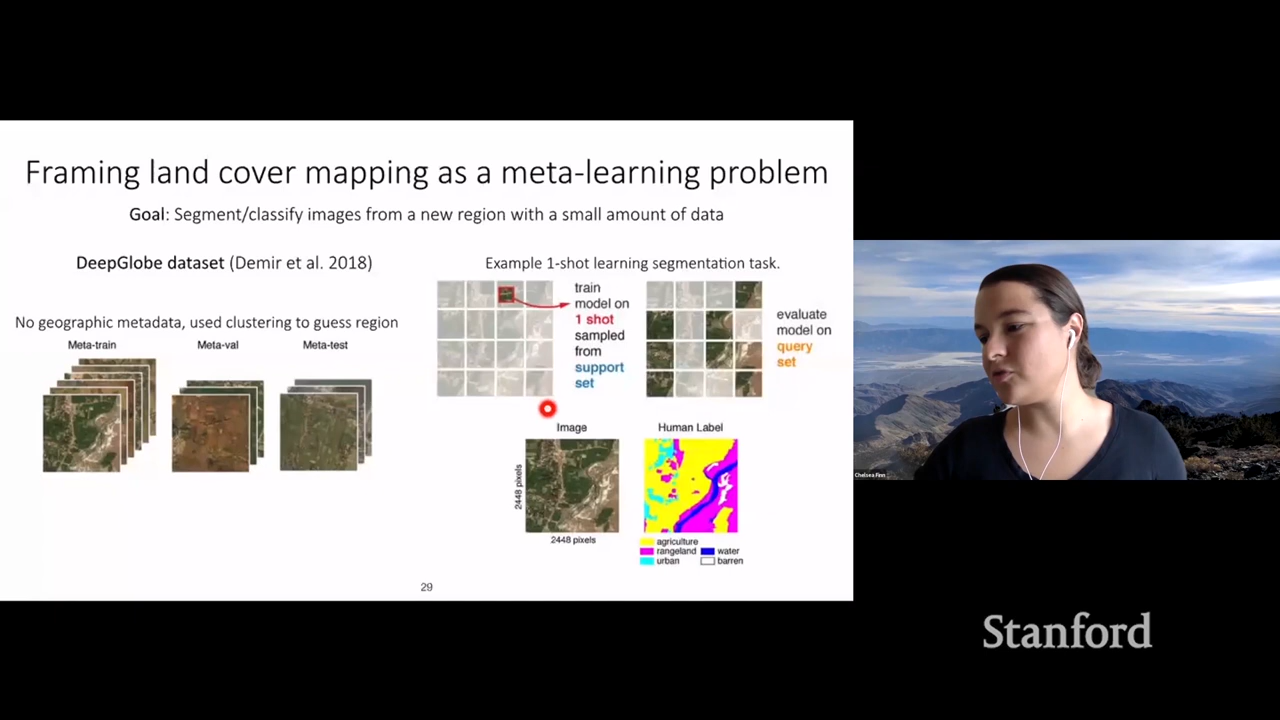 Framing land cover mapping as a meta-learning problem
Goal: Segment/classify images from a new region with a small amount of data
DeepGlobe dataset (Demir et al. 2018)
No geographic metadata, used clustering to guess region
Meta-train
Meta-val
Meta-test
Example 1-shot learning segmentation task.
train
model on
1 shot
sampled
from
support
set
evaluate
model on
query
set
Image
2448 pixels
2448 pixels
Human Label
agriculture
rangeland
urban
water
barren
29
Chelsea Finn
Stanford